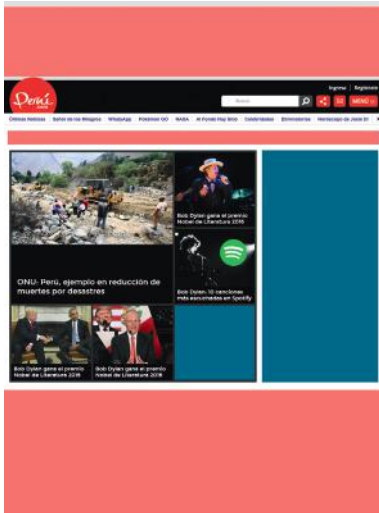 Ingresa | Regístrate
Perú
.com
Buscar
MENÚ
Últimas Noticias Señor de los Milagros WhatsApp Pokémon GO NASA Al Fondo Hay Sitio Celebridades Eliminatorias Horóscopo de Josie D!
Bob Dylan gana el premio
Nobel de Literatura 2016
ONU: Perú, ejemplo en reducción de
muertes por desastres
Bob Dylan: 10 canciones
más escuchadas en Spotify
Bob Dylan gana el premio
Nobel de Literatura 2016
Bob Dylan gana el premio
Nobel de Literatura 2016